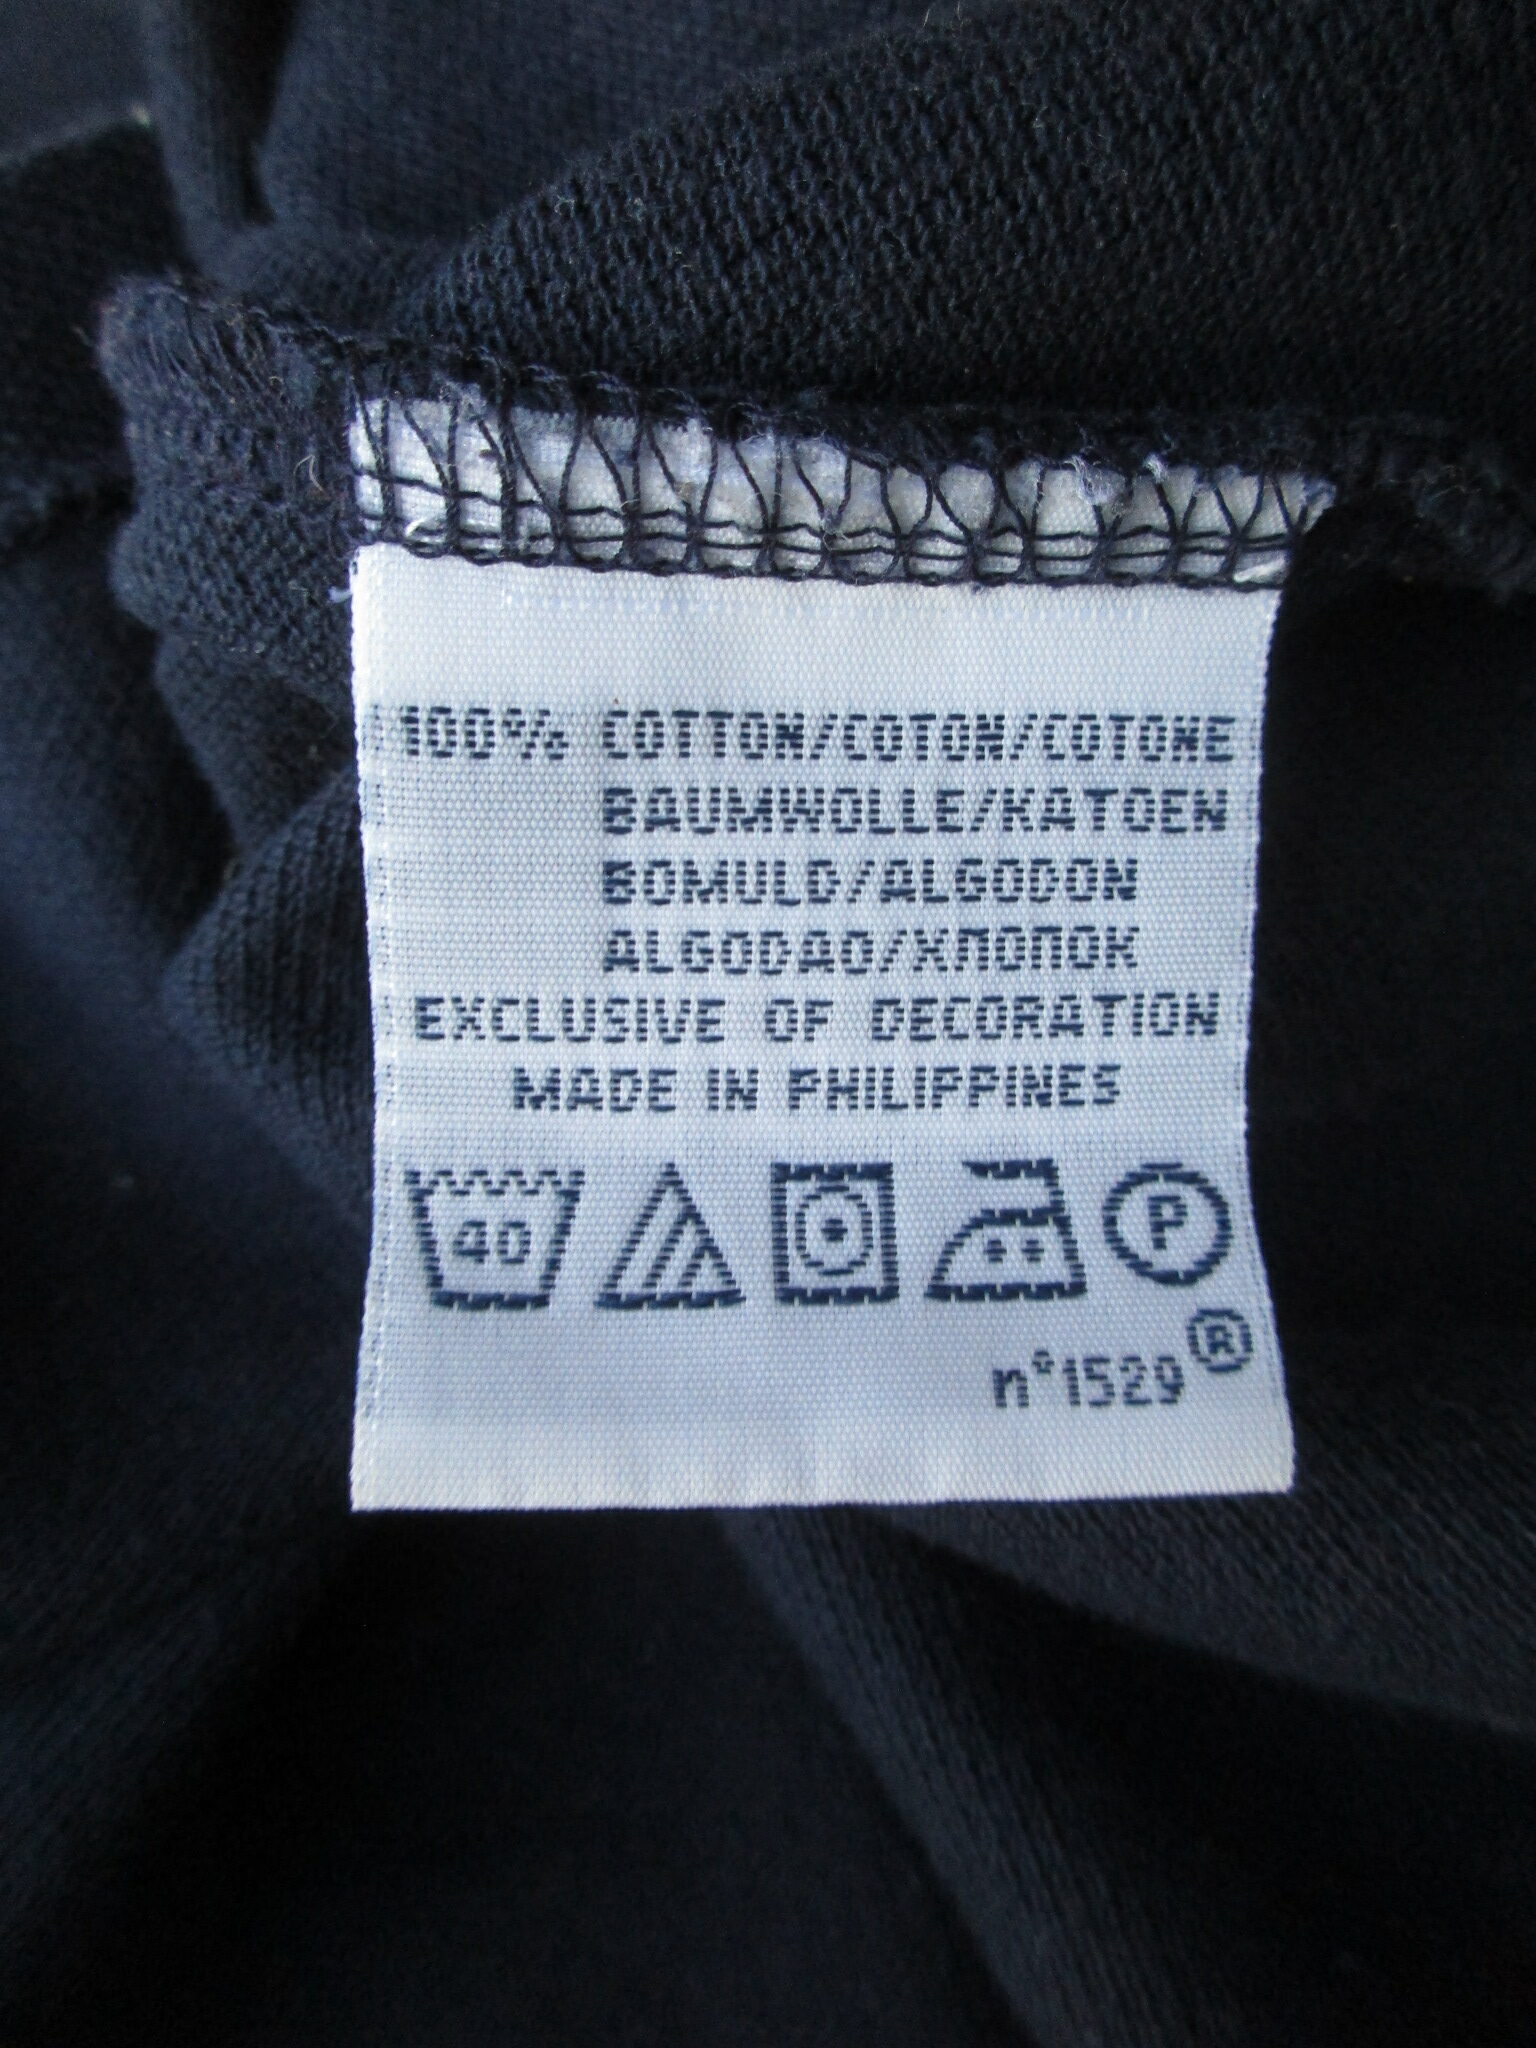 100% COTTON/COTON/COTONE
BAUMWOLLE/KATOEN
BOMULD/ALGODON
ALGODAO/ХЛОПОК
EXCLUSIVE OF DECORATION
MADE IN PHILIPPINES
40 P
n°1529®